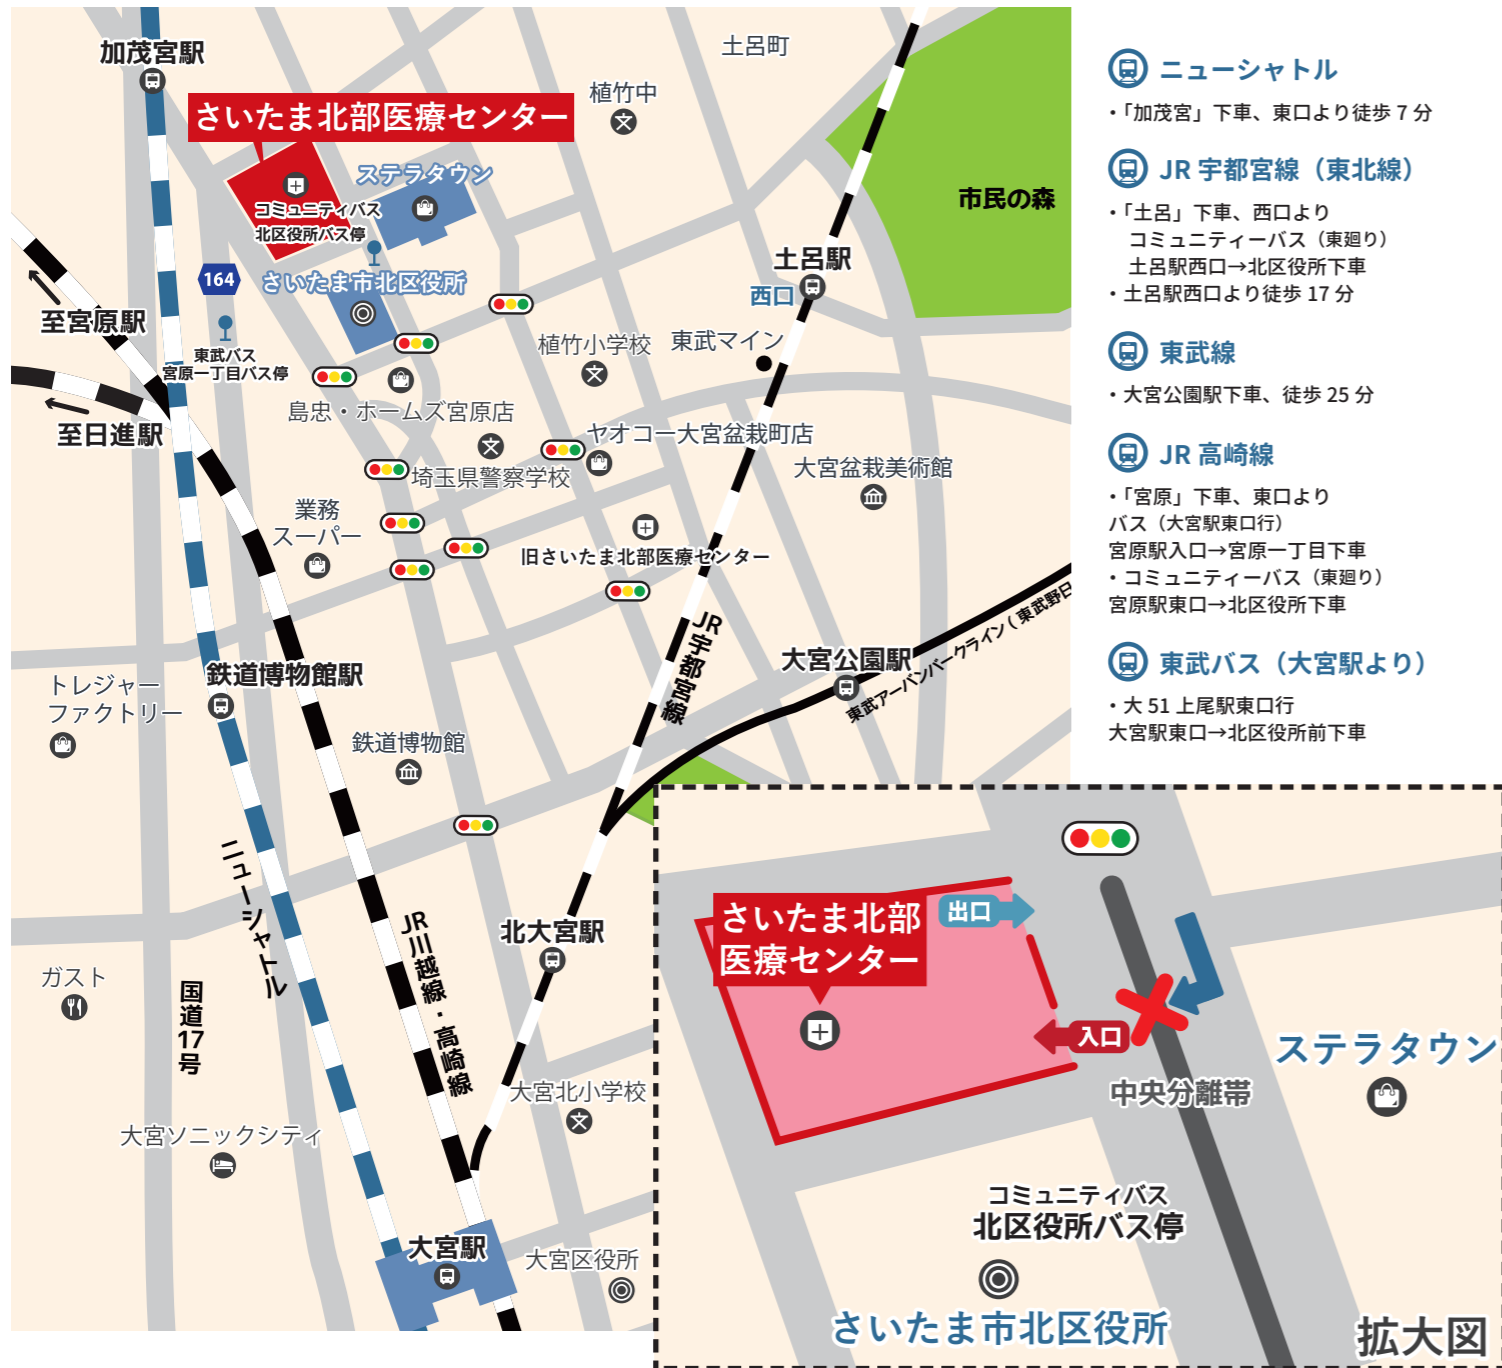 加茂宮駅
土呂町
植竹中
さいたま北部医療センター
ステラタウン
コミュニティバス
北区役所バス停
市民の森
土呂駅
西口
164
さいたま市北区役所
至宮原駅
東武バス
宮原一丁目バス停
植竹小学校
東武マイン
島忠・ホームズ宮原店
至日進駅
ヤオコー大宮盆栽町店
埼玉県警察学校
大宮盆栽美術館
業務
スーパー
旧さいたま北部医療センター
JR宇都宮線
大宮公園駅
東武アーバンパークライン(東武野田
鉄道博物館駅
トレジャー
ファクトリー
鉄道博物館
ニューシャトル
JR川越線・高崎線
北大宮駅
ガスト
国道17号
大宮北小学校
大宮ソニックシティ
大宮駅
大宮区役所
ニューシャトル
・「加茂宮」下車、東口より徒歩 7 分
JR 宇都宮線（東北線）
・「土呂」下車、西口より
コミュニティーバス（東廻り）
土呂駅西口→北区役所下車
・土呂駅西口より徒歩 17 分
東武線
・大宮公園駅下車、徒歩 25 分
JR 高崎線
・「宮原」下車、東口より
バス（大宮駅東口行）
宮原駅入口→宮原一丁目下車
・コミュニティーバス（東廻り）
宮原駅東口→北区役所下車
東武バス（大宮駅より）
・大 51 上尾駅東口行
大宮駅東口→北区役所前下車
さいたま北部
医療センター
出口
入口
中央分離帯
ステラタウン
コミュニティバス
北区役所バス停
さいたま市北区役所
拡大図